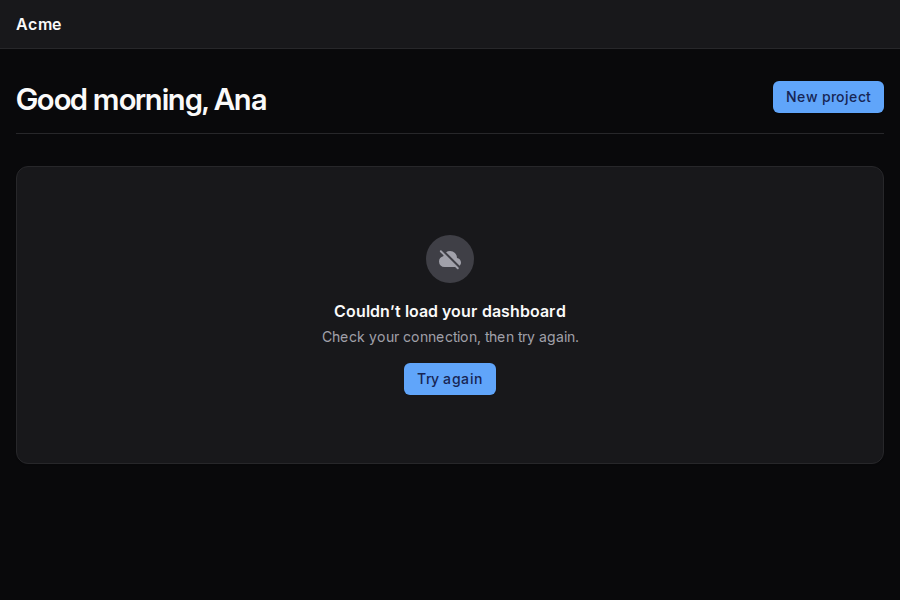 Acme
Good morning, Ana
New project
Couldn’t load your dashboard
Check your connection, then try again.
Try again